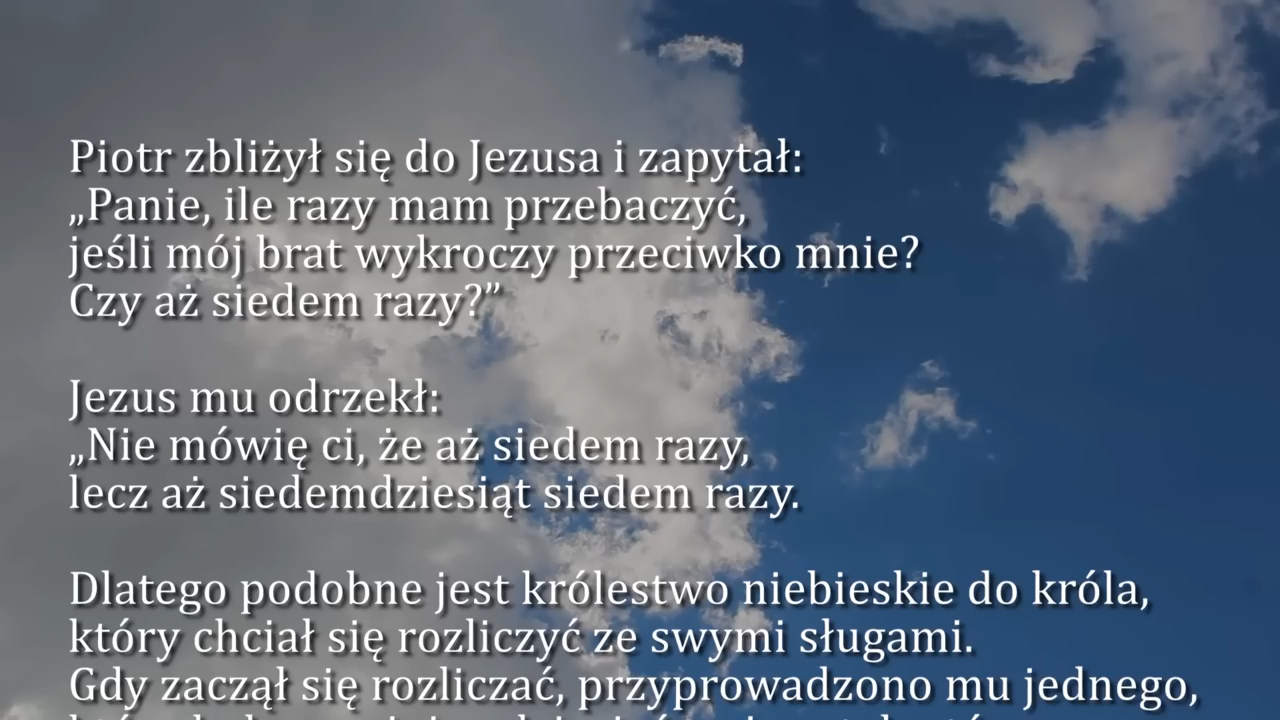 Piotr zbliżył się do Jezusa i zapytał:
„Panie, ile razy mam przebaczyć,
jeśli mój brat wykroczy przeciwko mnie?
Czy aż siedem razy?”
Jezus mu odrzekł:
„Nie mówię ci, że aż siedem razy,
lecz aż siedemdziesiąt siedem razy.
Dlatego podobne jest królestwo niebieskie do króla,
który chciał się rozliczyć ze swymi sługami.
Gdy zaczął się rozliczać, przyprowadzono mu jednego,